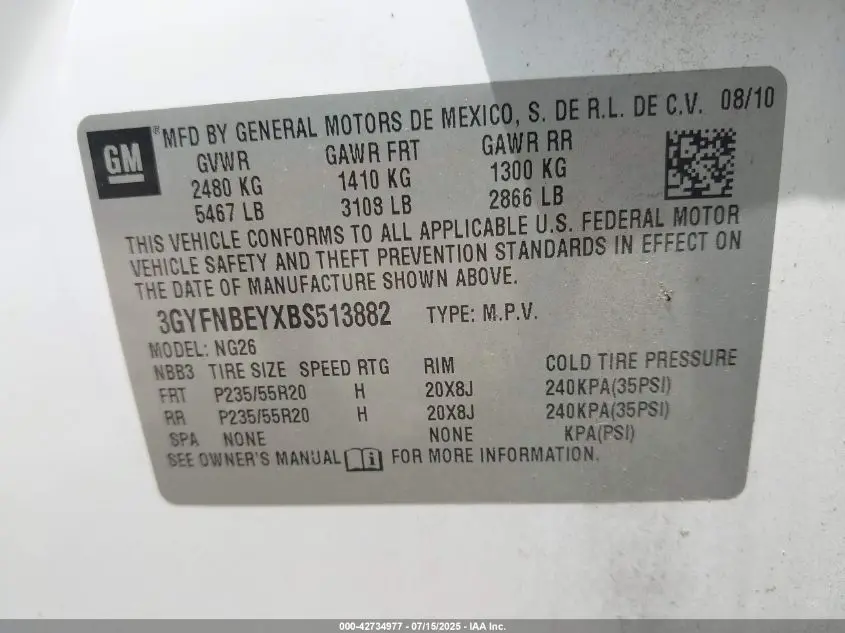 GM
® MFD BY GENERAL MOTORS DE MEXICO, S. DE R.L. DE C.V. 08/10
GVWR GAWR FRT GAWR RR
2480 KG 1410 KG 1300 KG
5467 LB 3108 LB 2866 LB
THIS VEHICLE CONFORMS TO ALL APPLICABLE U.S. FEDERAL MOTOR
VEHICLE SAFETY AND THEFT PREVENTION STANDARDS IN EFFECT ON
THE DATE OF MANUFACTURE SHOWN ABOVE.
3GYFNBEYXBS513882 TYPE: M.P.V.
MODEL: NG26
NBB3 TIRE SIZE SPEED RTG RIM COLD TIRE PRESSURE
FRT P235/55R20 H 20X8J 240KPA(35PSI)
RR P235/55R20 H 20X8J 240KPA(35PSI)
SPA NONE NONE KPA(PSI)
SEE OWNER'S MANUAL i FOR MORE INFORMATION.
000-42734977 - 07/15/2025 - IAA Inc.